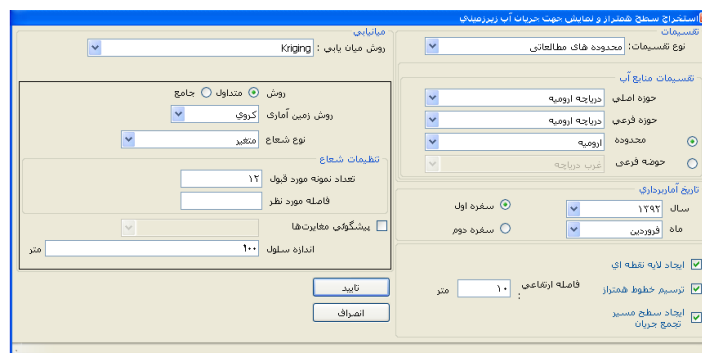 استخراج سطح همتراز و نمایش جهت جریان آب زیرزمینی
تقسیمات
نوع تقسیمات: محدوده های مطالعاتی
تقسیمات منابع آب
حوزه اصلی دریاچه ارومیه
حوزه فرعی دریاچه ارومیه
محدوده ارومیه
حوضه فرعی غرب دریاچه
تاریخ آماربرداری
سال ۱۳۹۲ سفره اول
ماه فروردین سفره دوم
ایجاد لایه نقطه ای
ترسیم خطوط همتراز فاصله ارتفاعی : ۱۰ متر
ایجاد سطح مسیر
تجمع جریان
میانیابی
روش میان یابی : Kriging
روش متداول جامع
روش زمین آماری کروی
نوع شعاع متغیر
تنظیمات شعاع
تعداد نمونه مورد قبول ۱۲
فاصله مورد نظر
پیشگوئی مغایرت‌ها
اندازه سلول ۹۰۰ متر
تایید
انصراف